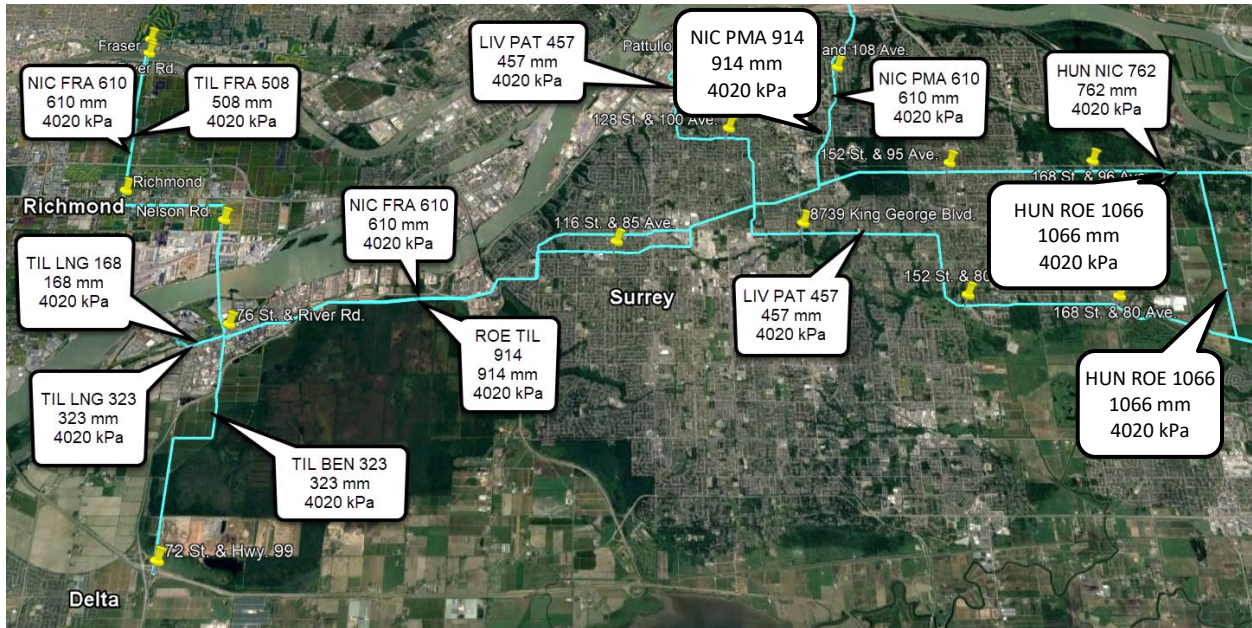 Fraser
River Rd.
NIC FRA 610
610 mm
4020 kPa
TIL FRA 508
508 mm
4020 kPa
LIV PAT 457
457 mm
4020 kPa
Pattullo
NIC PMA 914
914 mm
4020 kPa
and 108 Ave.
NIC PMA 610
610 mm
4020 kPa
HUN NIC 762
762 mm
4020 kPa
128 St. & 100 Ave.
152 St. & 95 Ave.
168 St. & 96 Ave.
Richmond
Richmond
Nelson Rd.
NIC FRA 610
610 mm
4020 kPa
116 St. & 85 Ave.
8739 King George Blvd.
HUN ROE 1066
1066 mm
4020 kPa
TIL LNG 168
168 mm
4020 kPa
76 St. & River Rd.
Surrey
LIV PAT 457
457 mm
4020 kPa
152 St. & 80
168 St. & 80 Ave.
ROE TIL
914
914 mm
4020 kPa
TIL LNG 323
323 mm
4020 kPa
HUN ROE 1066
1066 mm
4020 kPa
TIL BEN 323
323 mm
4020 kPa
72 St. & Hwy. 99
Delta